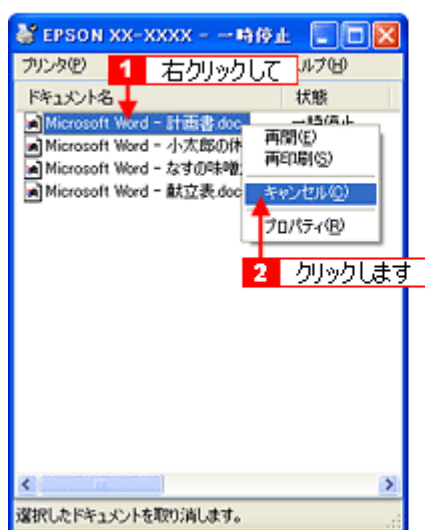 EPSON XX-XXXX - 一時停止
プリンタ(P)
ルプ(H)
1 右クリックして
ドキュメント名 状態
Microsoft Word - 計画書.doc 一時停止
Microsoft Word - 小太郎の休
Microsoft Word - なすの味噌
Microsoft Word - 献立表.doc
再開(E)
再印刷(S)
キャンセル(C)
プロパティ(R)
2 クリックします
選択したドキュメントを取り消します。